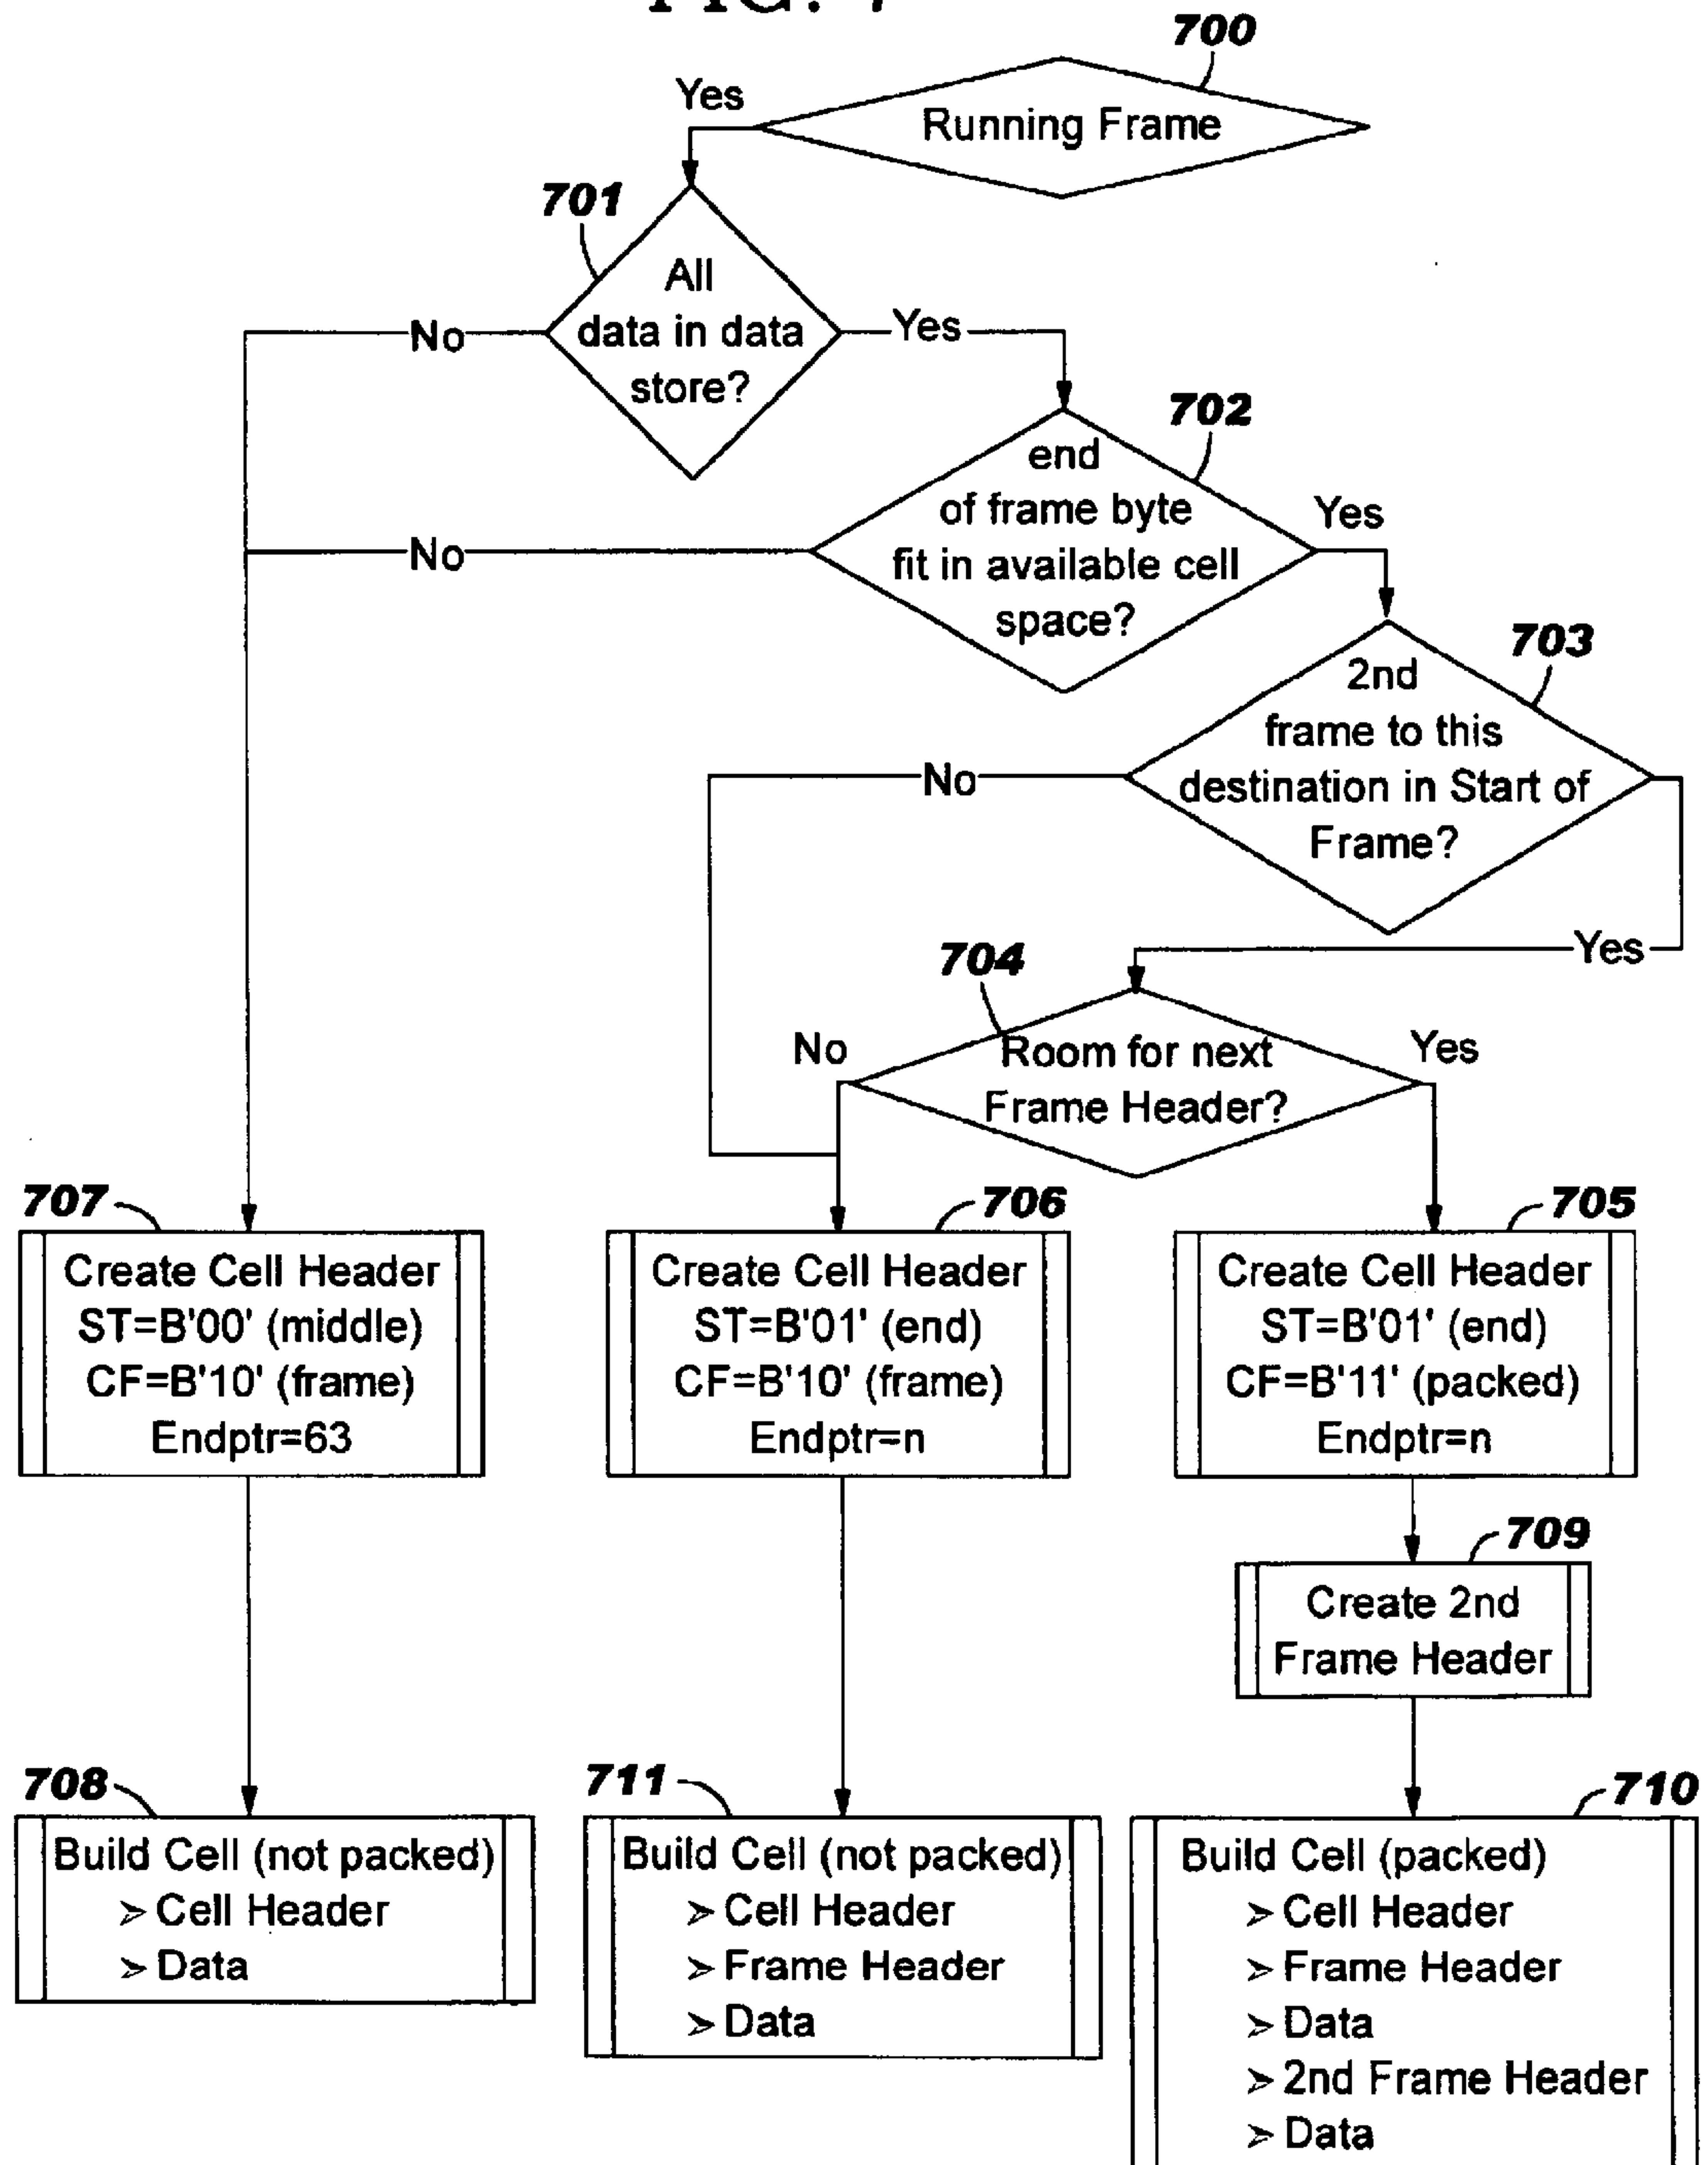 FIG. 7
700
Yes
Running Frame
701
All
data in data
store?
No
Yes
702
end
of frame byte
fit in available cell
space?
No
Yes
703
2nd
frame to this
destination in Start of
Frame?
No
Yes
704
Room for next
Frame Header?
No
Yes
707
Create Cell Header
ST=B'00' (middle)
CF=B'10' (frame)
Endptr=63
706
Create Cell Header
ST=B'01' (end)
CF=B'10' (frame)
Endptr=n
705
Create Cell Header
ST=B'01' (end)
CF=B'11' (packed)
Endptr=n
709
Create 2nd
Frame Header
708
Build Cell (not packed)
➢ Cell Header
➢ Data
711
Build Cell (not packed)
➢ Cell Header
➢ Frame Header
➢ Data
710
Build Cell (packed)
➢ Cell Header
➢ Frame Header
➢ Data
➢ 2nd Frame Header
➢ Data